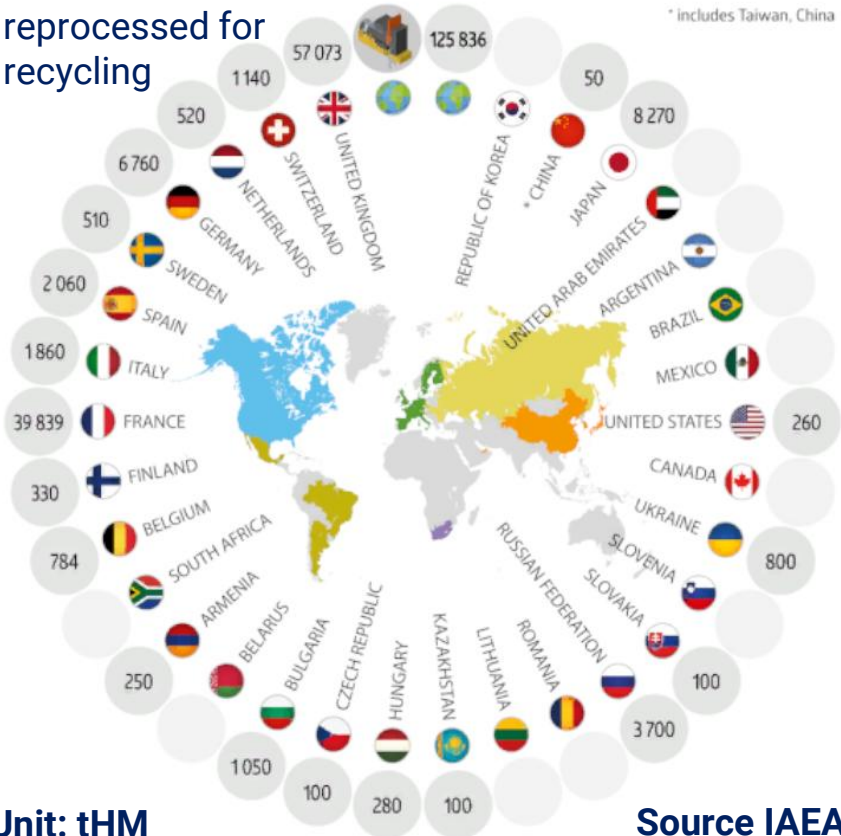 reprocessed for
recycling
* includes Taiwan, China
125 836
REPUBLIC OF KOREA
50
* CHINA
8 270
JAPAN
UNITED ARAB EMIRATES
ARGENTINA
BRAZIL
MEXICO
260
UNITED STATES
CANADA
800
UKRAINE
SLOVENIA
100
SLOVAKIA
3 700
RUSSIAN FEDERATION
ROMANIA
LITHUANIA
100
KAZAKHSTAN
280
HUNGARY
100
CZECH REPUBLIC
1 050
BULGARIA
BELARUS
250
ARMENIA
SOUTH AFRICA
784
BELGIUM
330
FINLAND
39 839
FRANCE
1 860
ITALY
2 060
SPAIN
510
SWEDEN
6 760
GERMANY
520
NETHERLANDS
1 140
SWITZERLAND
57 073
UNITED KINGDOM
Unit: tHM
Source IAEA